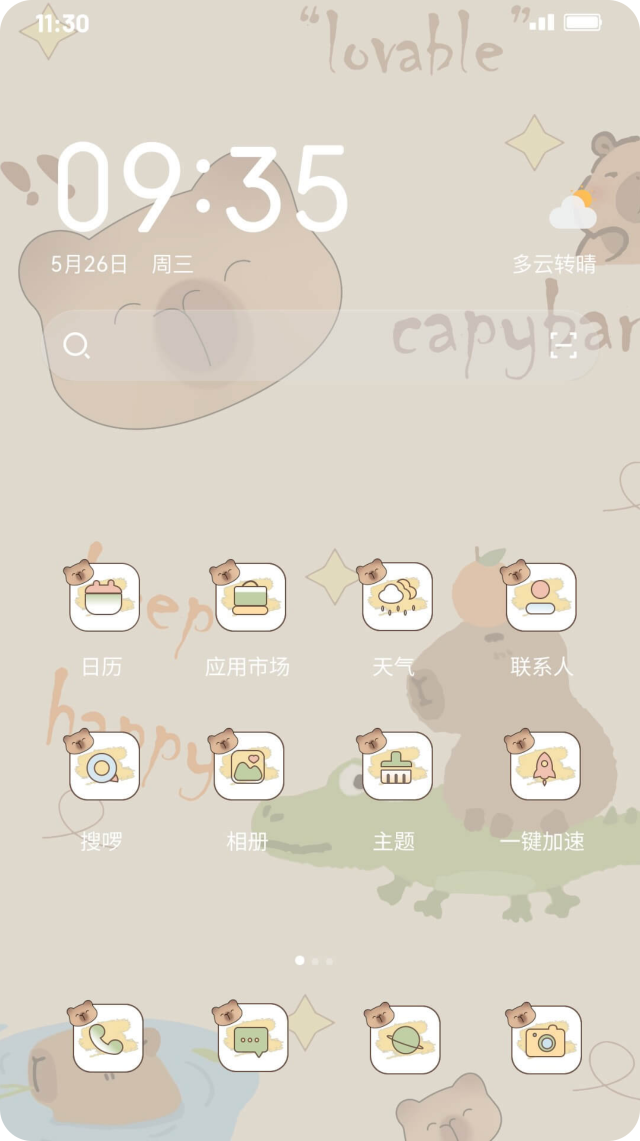 11:30
“lovable”
09:35
5月26日 周三
多云转晴
capybar
keep
日历
应用市场
天气
联系人
happy
搜啰
相册
主题
一键加速